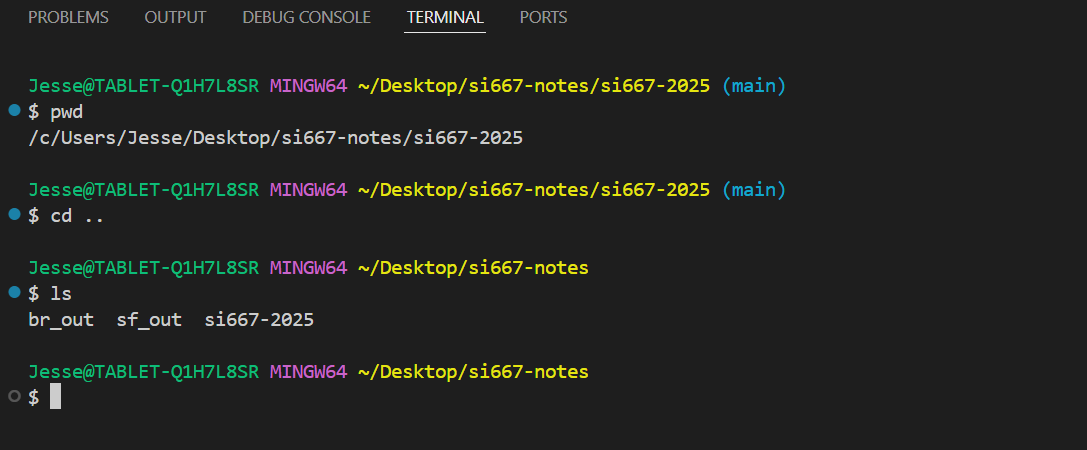 PROBLEMS OUTPUT DEBUG CONSOLE TERMINAL PORTS
Jesse@TABLET-Q1H7L8SR MINGW64 ~/Desktop/si667-notes/si667-2025 (main)
$ pwd
/c/Users/Jesse/Desktop/si667-notes/si667-2025
Jesse@TABLET-Q1H7L8SR MINGW64 ~/Desktop/si667-notes/si667-2025 (main)
$ cd ..
Jesse@TABLET-Q1H7L8SR MINGW64 ~/Desktop/si667-notes
$ ls
br_out  sf_out  si667-2025
Jesse@TABLET-Q1H7L8SR MINGW64 ~/Desktop/si667-notes
$